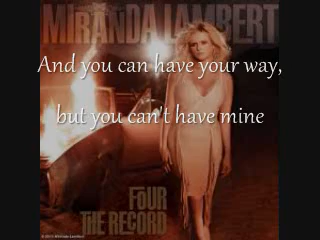 MIRANDA LAMBERT
And you can have your way,
but you can't have mine
FOUR
THE RECORD